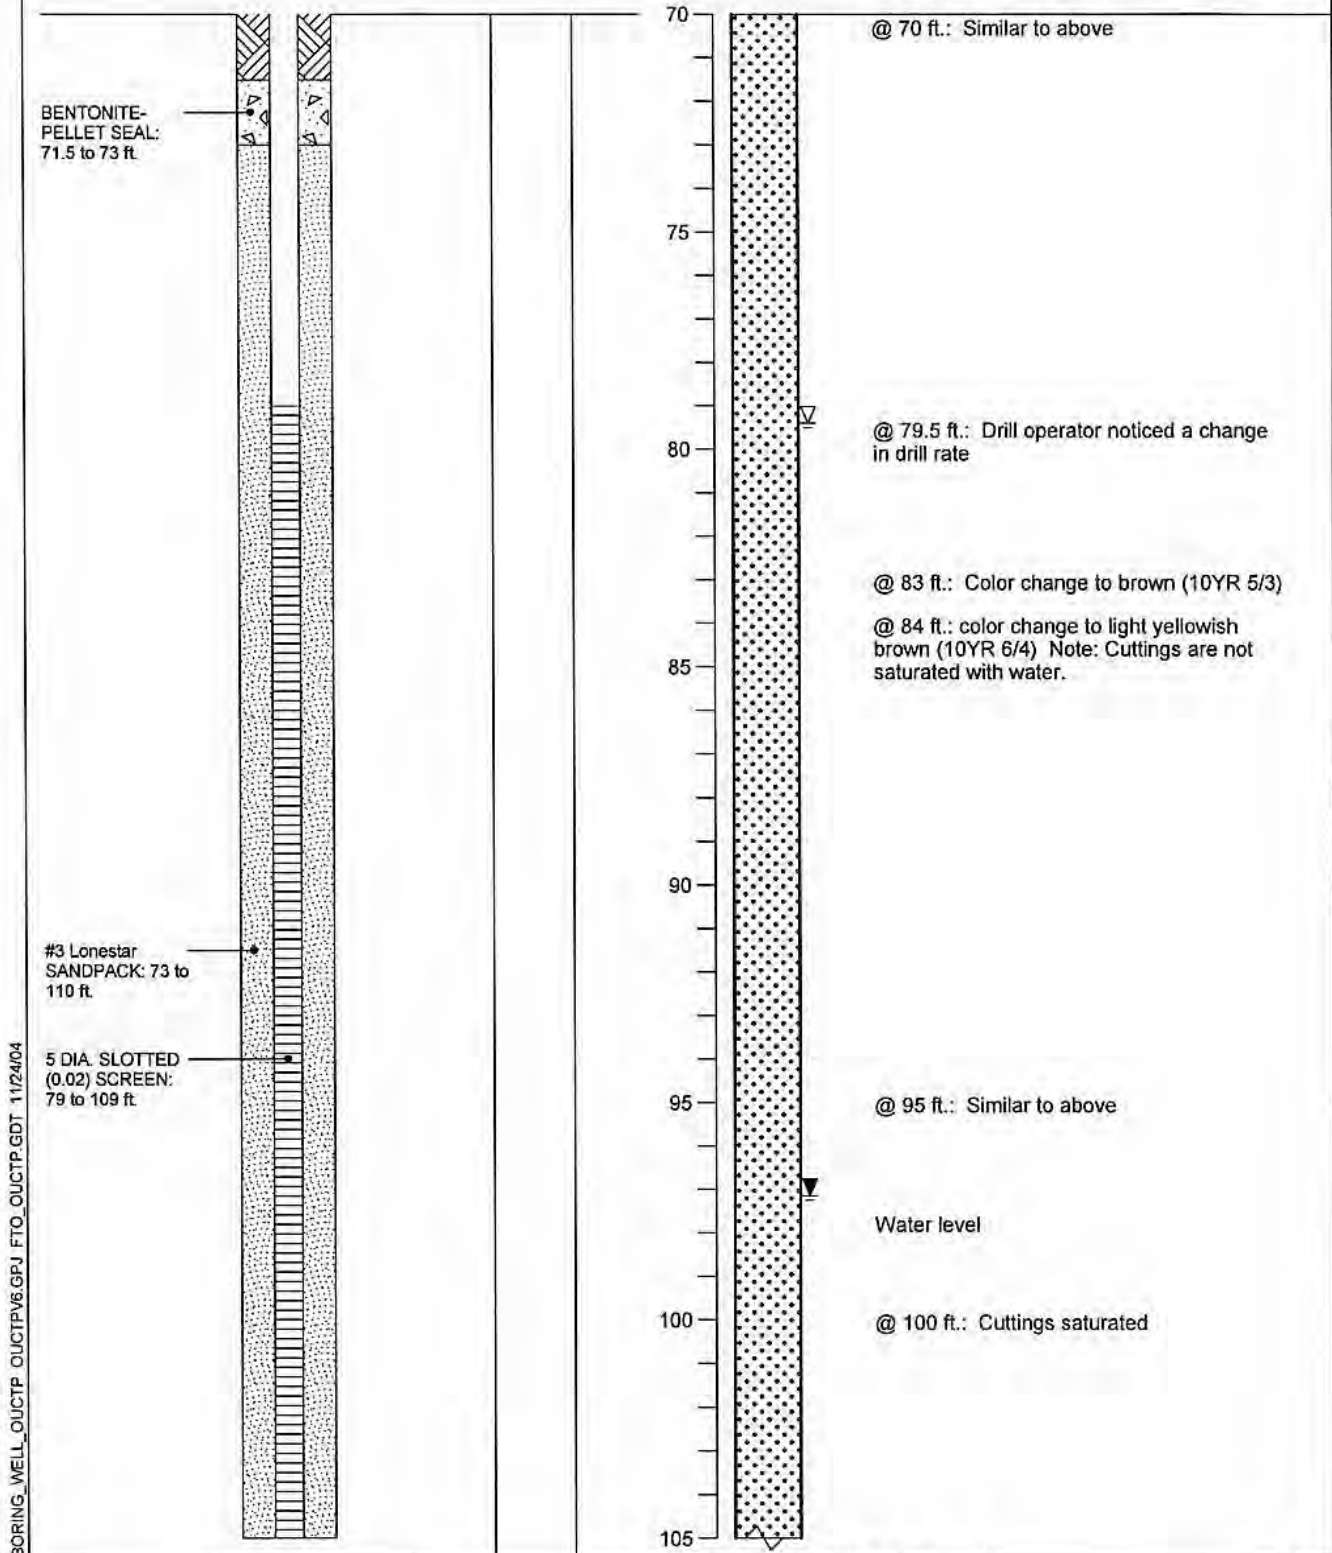 BENTONITE-
PELLET SEAL:
71.5 to 73 ft.
#3 Lonestar
SANDPACK: 73 to
110 ft.
5 DIA. SLOTTED
(0.02) SCREEN:
79 to 109 ft.
70
75
80
85
90
95
100
105
@ 70 ft.: Similar to above
@ 79.5 ft.: Drill operator noticed a change
in drill rate
@ 83 ft.: Color change to brown (10YR 5/3)
@ 84 ft.: color change to light yellowish
brown (10YR 6/4) Note: Cuttings are not
saturated with water.
@ 95 ft.: Similar to above
Water level
@ 100 ft.: Cuttings saturated
BORING_WELL_OUCTP OUCTPV6.GPJ FTO_OUCTP.GDT 11/24/04